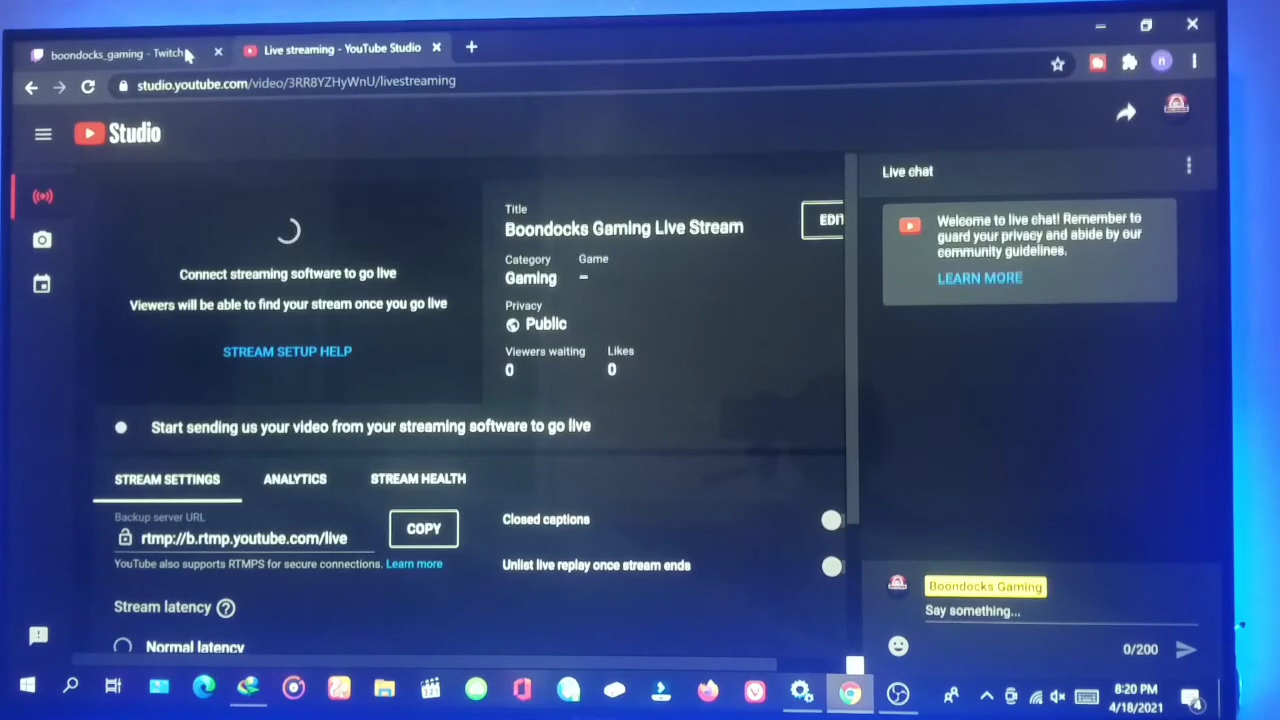 boondocks_gaming - Twitch
Live streaming - YouTube Studio
studio.youtube.com/video/3RR8YZHyWnU/livestreaming
Studio
Connect streaming software to go live
Viewers will be able to find your stream once you go live
STREAM SETUP HELP
Title
Boondocks Gaming Live Stream
EDIT
Category
Game
Gaming
–
Privacy
Public
Viewers waiting
Likes
0
0
Live chat
Welcome to live chat! Remember to
guard your privacy and abide by our
community guidelines.
LEARN MORE
Start sending us your video from your streaming software to go live
STREAM SETTINGS
ANALYTICS
STREAM HEALTH
Backup server URL
rtmp://b.rtmp.youtube.com/live
COPY
YouTube also supports RTMPS for secure connections. Learn more
Closed captions
Unlist live replay once stream ends
Stream latency
Normal latency
Boondocks Gaming
Say something...
0/200
8:20 PM
4/18/2021
4